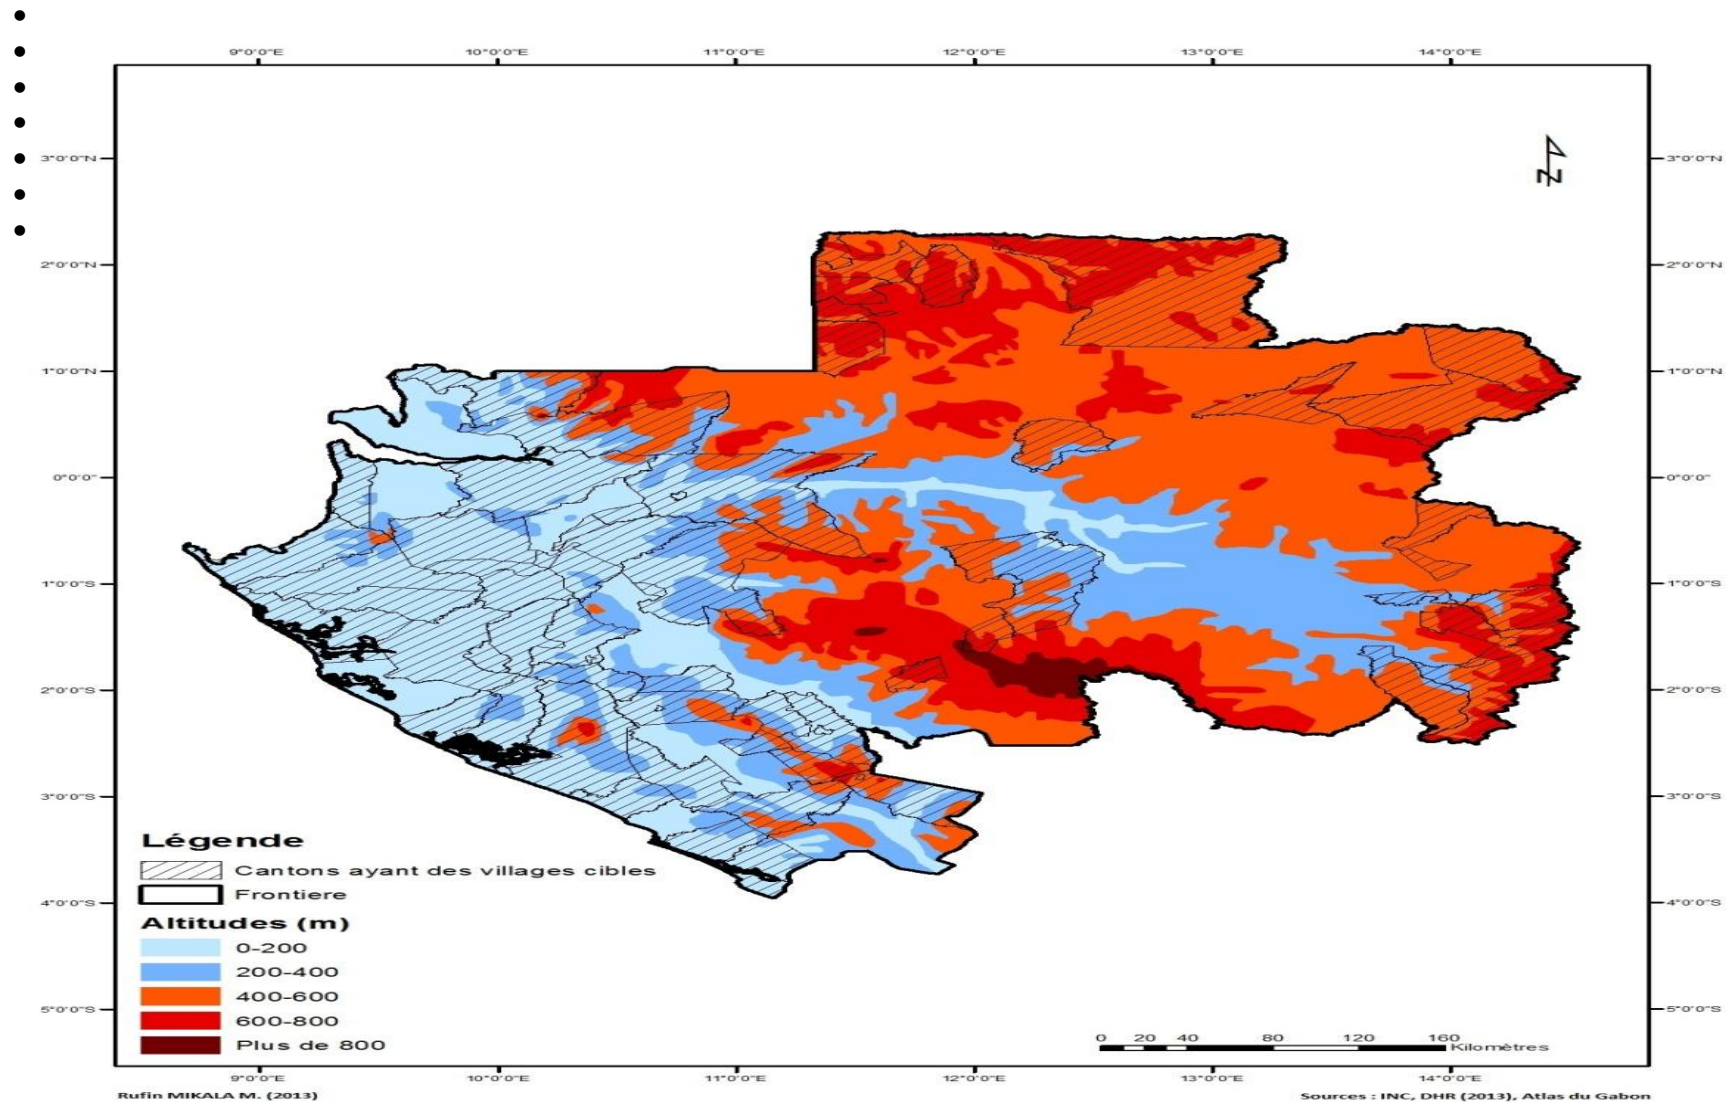 9°0'0"E 10°0'0"E 11°0'0"E 12°0'0"E 13°0'0"E 14°0'0"E
3°0'0"N 3°0'0"N
N
2°0'0"N 2°0'0"N
1°0'0"N 1°0'0"N
0°0'0" 0°0'0"
1°0'0"S 1°0'0"S
2°0'0"S 2°0'0"S
3°0'0"S 3°0'0"S
Légende
Cantons ayant des villages cibles
Frontiere
4°0'0"S 4°0'0"S
Altitudes (m)
0-200
200-400
400-600
5°0'0"S 5°0'0"S
600-800
Plus de 800
0 20 40 80 120 160
Kilomètres
9°0'0"E 10°0'0"E 11°0'0"E 12°0'0"E 13°0'0"E 14°0'0"E
Rufin MIKALA M. (2013) Sources : INC, DHR (2013), Atlas du Gabon